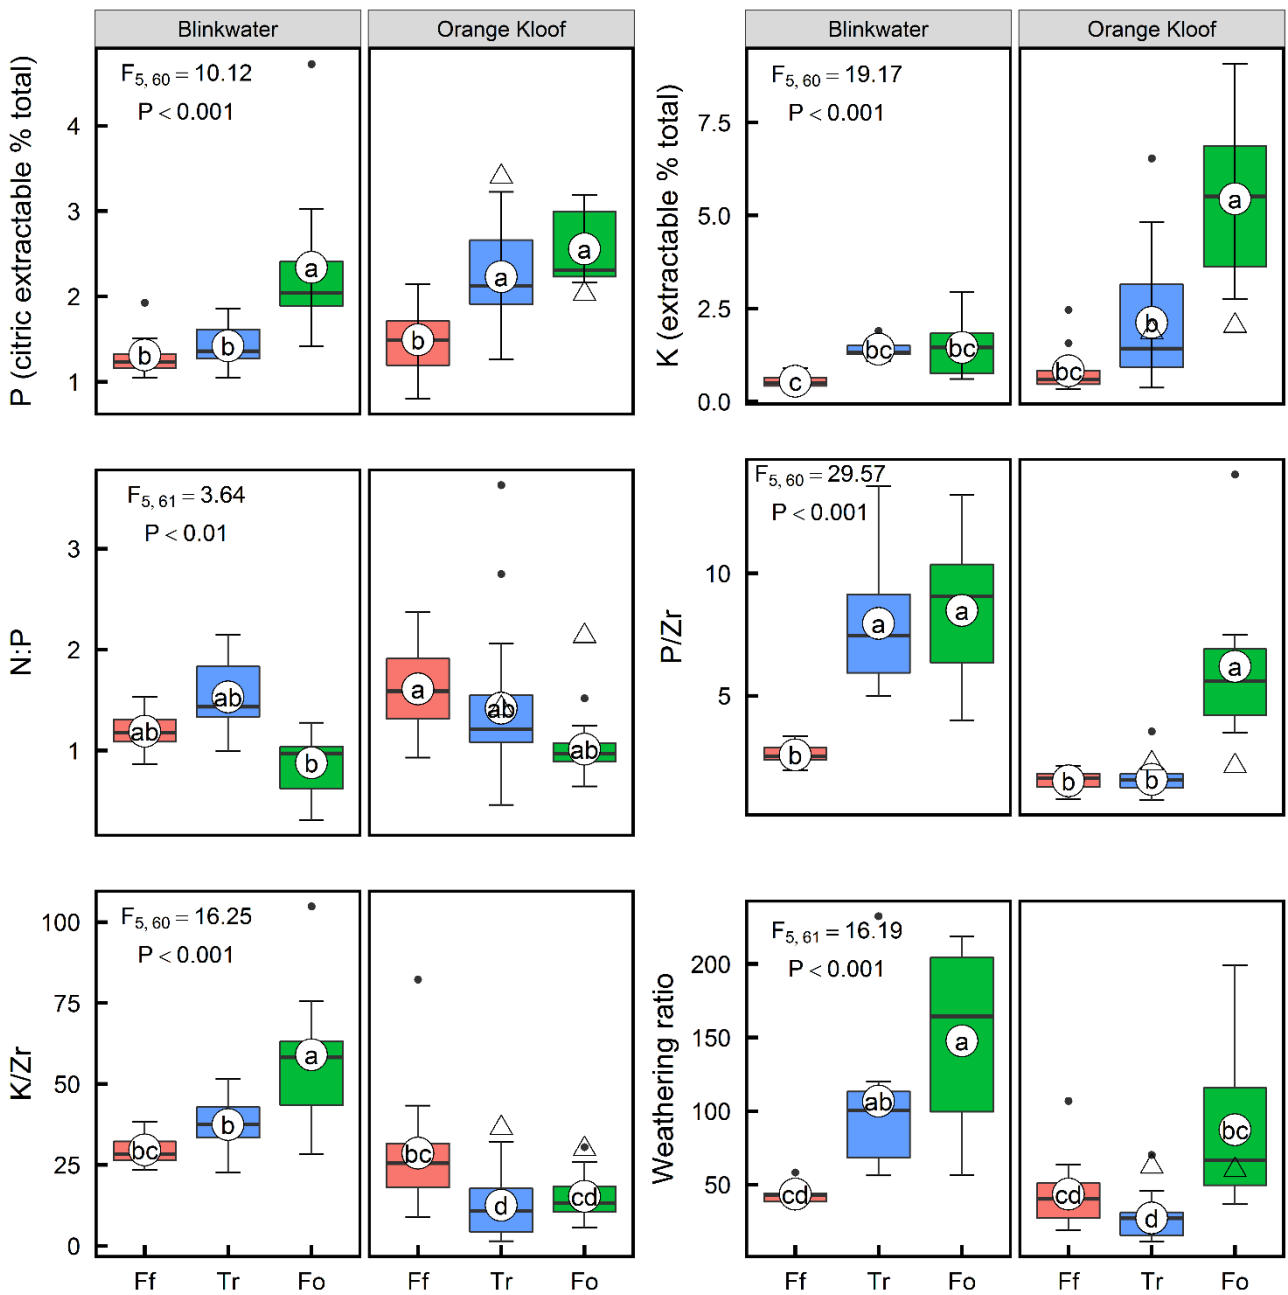 Blinkwater Orange Kloof
P (citric extractable % total)
F5, 60 = 10.12
P < 0.001
4
3
2
1
b b a
b a a
Blinkwater Orange Kloof
K (extractable % total)
F5, 60 = 19.17
P < 0.001
7.5
5.0
2.5
0.0
c bc bc
bc b a
N:P
F5, 61 = 3.64
P < 0.01
3
2
1
ab ab b
a ab ab
P/Zr
F5, 60 = 29.57
P < 0.001
10
5
b a a
b b a
K/Zr
F5, 60 = 16.25
P < 0.001
100
75
50
25
0
bc b a
bc d cd
Ff Tr Fo Ff Tr Fo
Weathering ratio
F5, 61 = 16.19
P < 0.001
200
150
100
50
cd ab a
cd d bc
Ff Tr Fo Ff Tr Fo